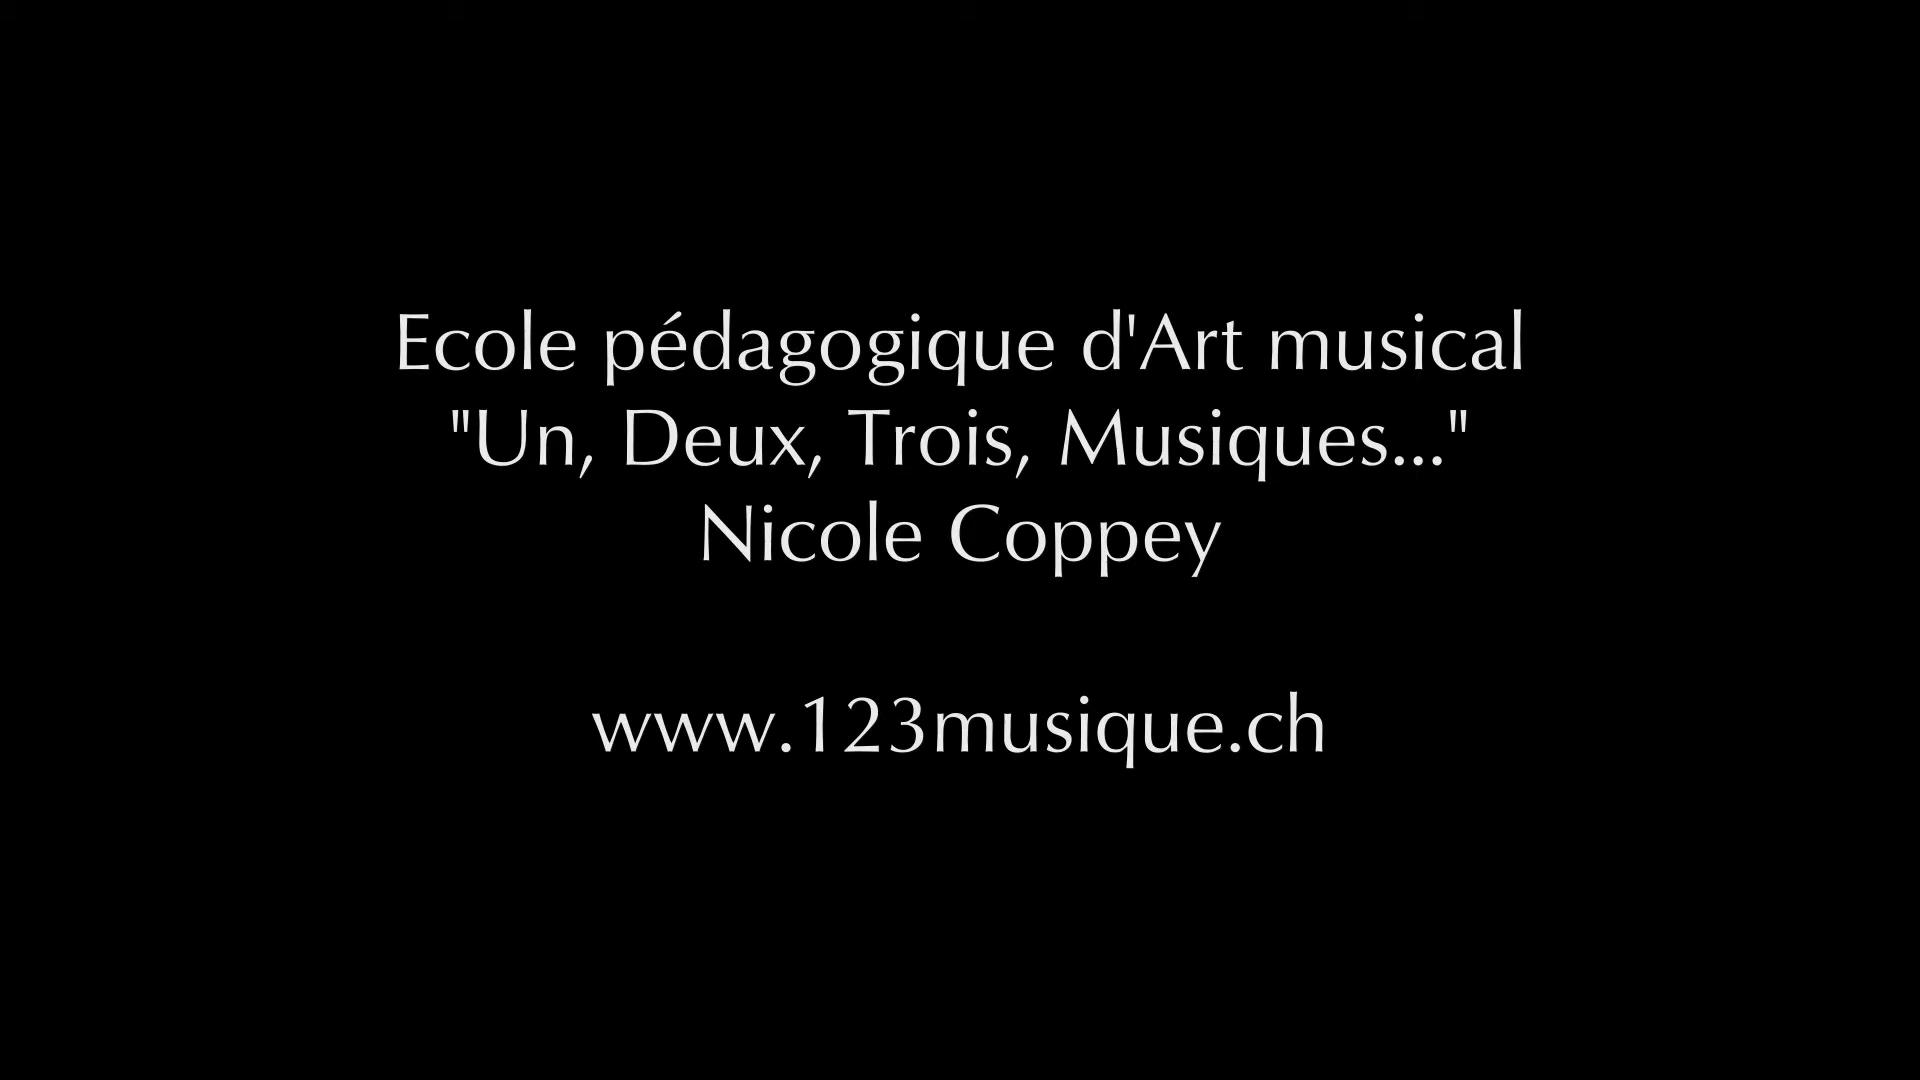 Ecole pédagogique d'Art musical
"Un, Deux, Trois, Musiques..."
Nicole Coppey
www.123musique.ch